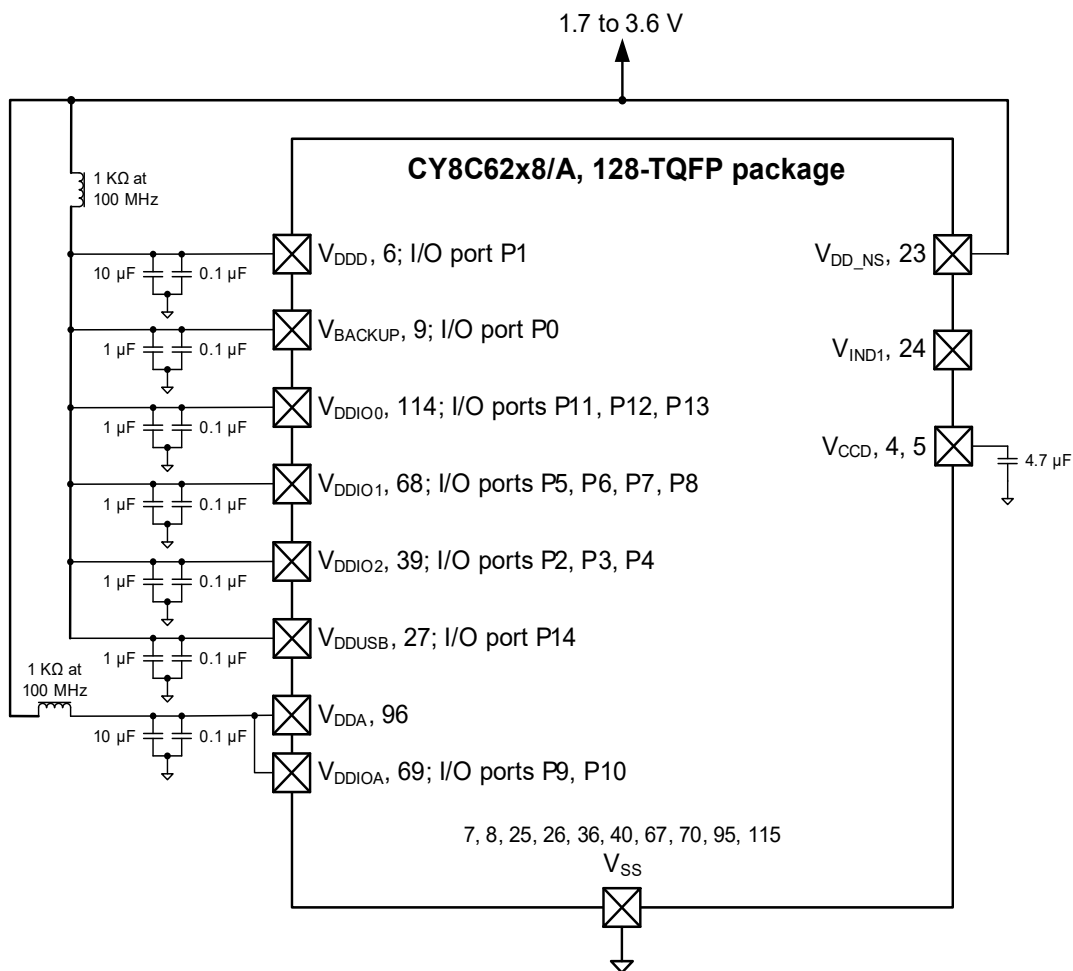 1.7 to 3.6 V
CY8C62x8/A, 128-TQFP package
1 KΩ at
100 MHz
10 µF
0.1 µF
VDDD, 6; I/O port P1
VDD_NS, 23
1 µF
0.1 µF
VBACKUP, 9; I/O port P0
VIND1, 24
1 µF
0.1 µF
VDDIO0, 114; I/O ports P11, P12, P13
VCCD, 4, 5
4.7 µF
1 µF
0.1 µF
VDDIO1, 68; I/O ports P5, P6, P7, P8
1 µF
0.1 µF
VDDIO2, 39; I/O ports P2, P3, P4
1 µF
0.1 µF
VDDUSB, 27; I/O port P14
1 KΩ at
100 MHz
10 µF
0.1 µF
VDDA, 96
VDDIOA, 69; I/O ports P9, P10
7, 8, 25, 26, 36, 40, 67, 70, 95, 115
VSS